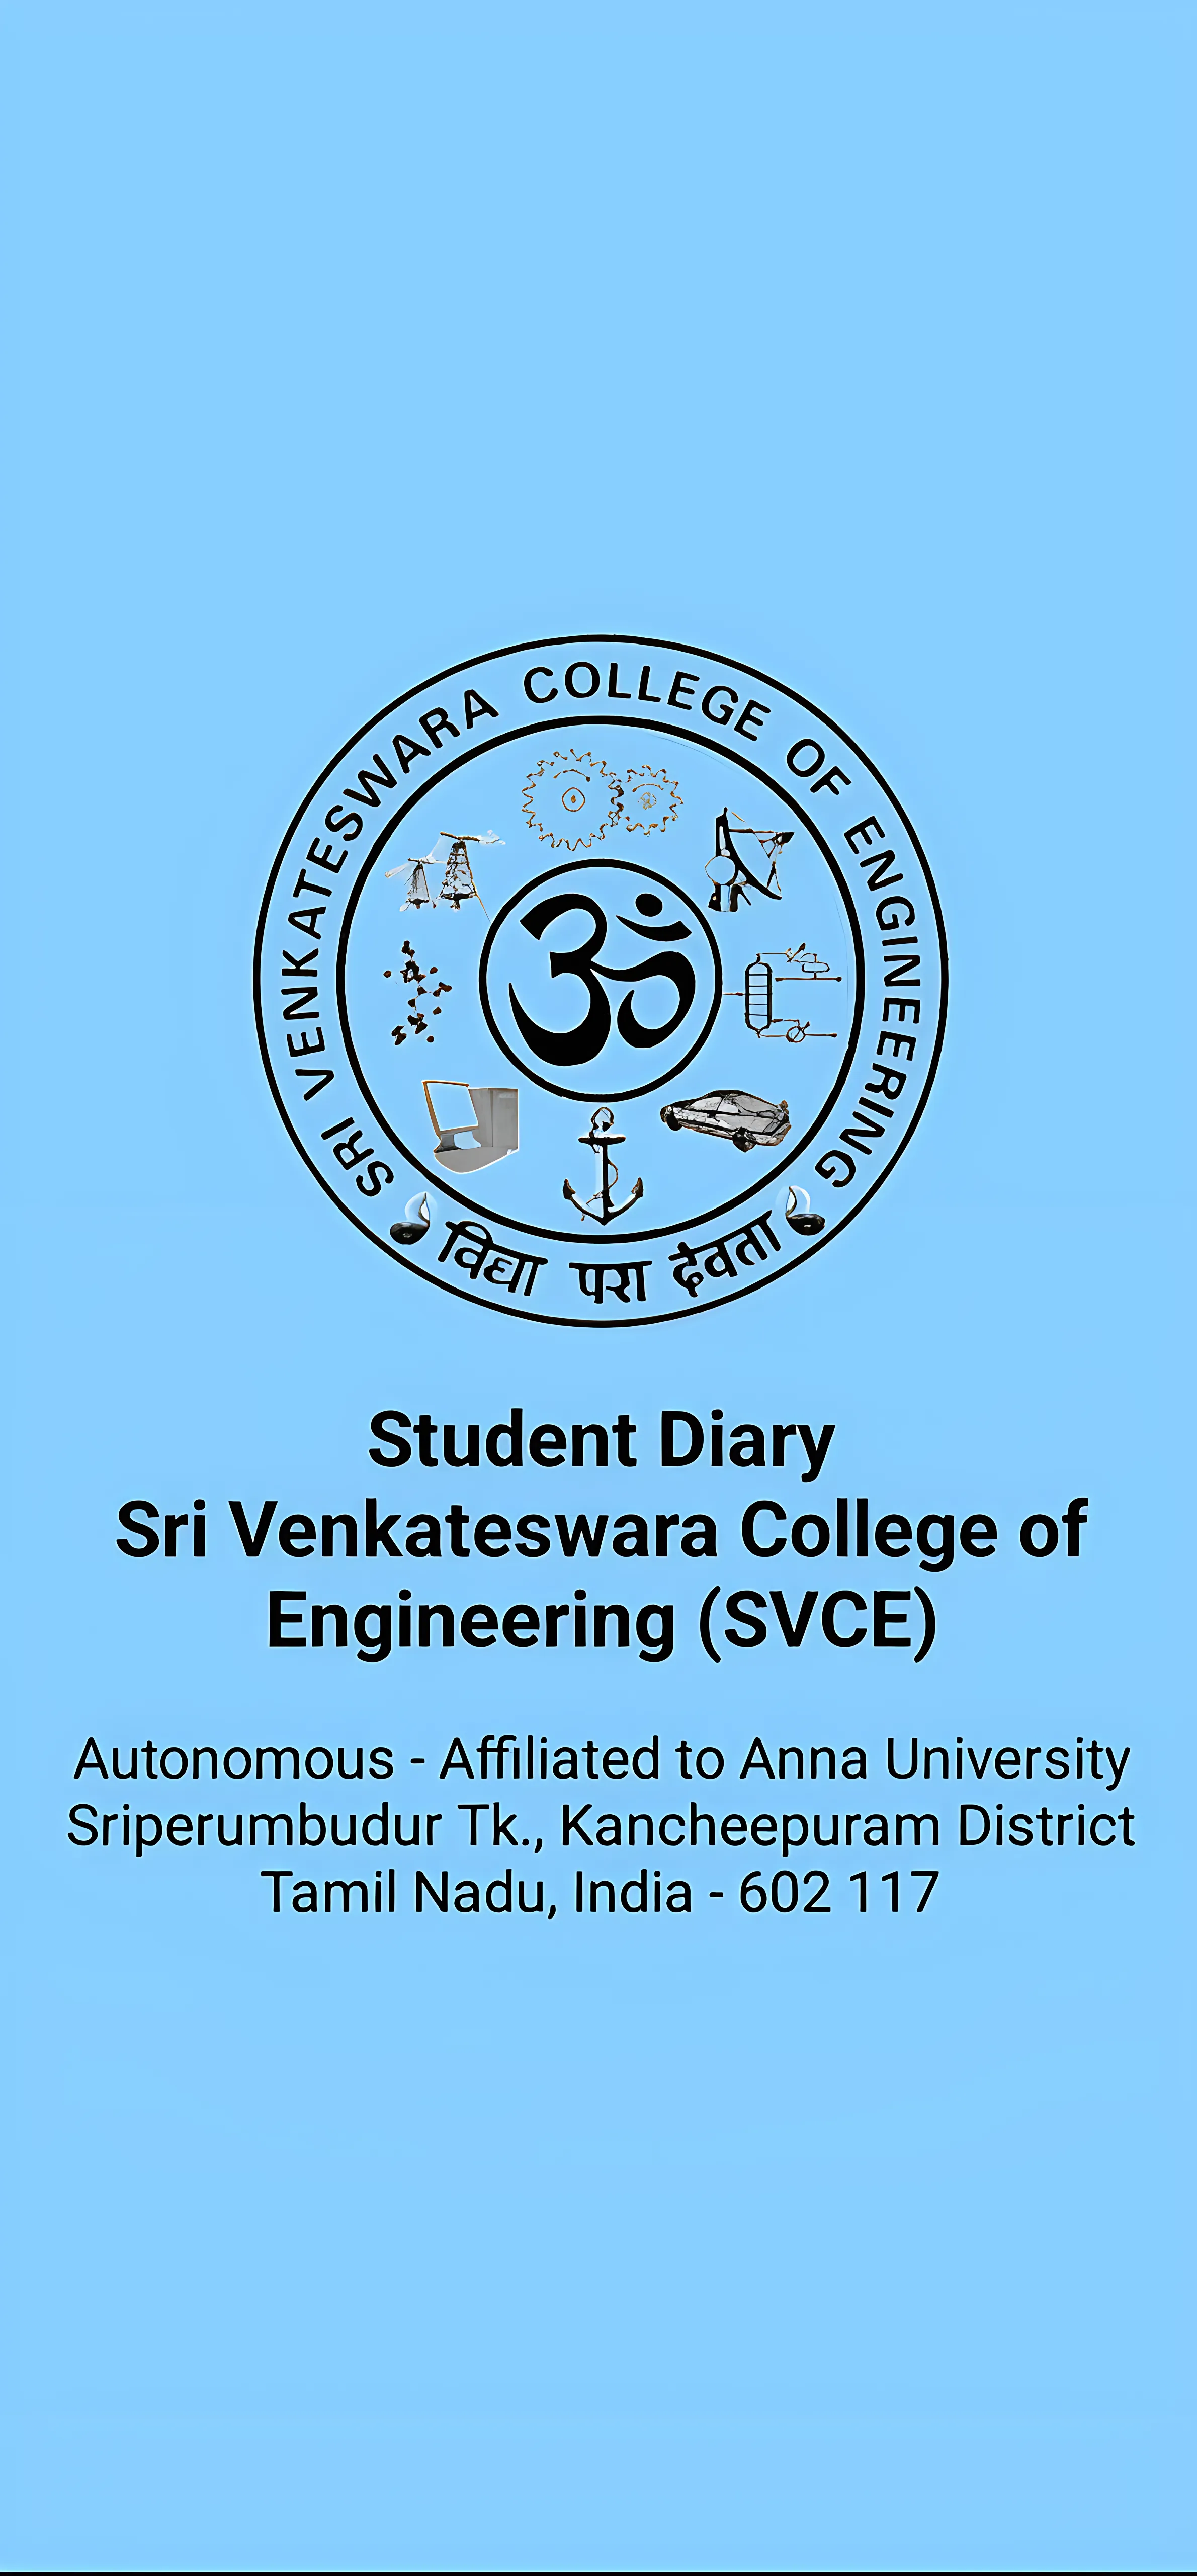 SRI VENKATESWARA COLLEGE OF ENGINEERING
ॐ
विद्या परा देवता
Student Diary
Sri Venkateswara College of
Engineering (SVCE)
Autonomous - Affiliated to Anna University
Sriperumbudur Tk., Kancheepuram District
Tamil Nadu, India - 602 117